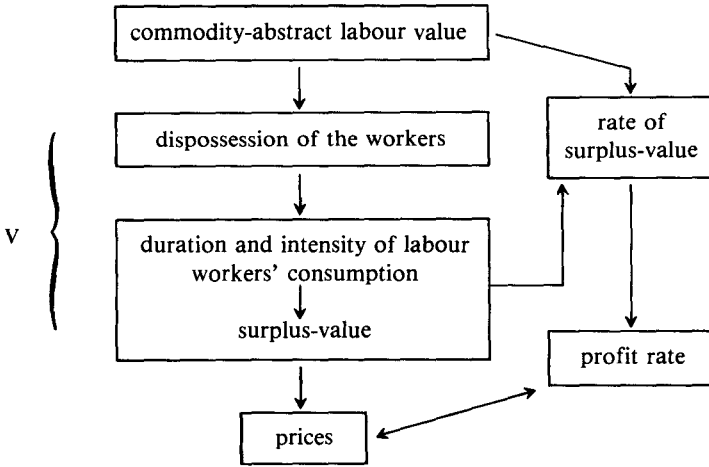 commodity-abstract labour value
dispossession of the workers
rate of
surplus-value
V
duration and intensity of labour
workers' consumption
surplus-value
profit rate
prices